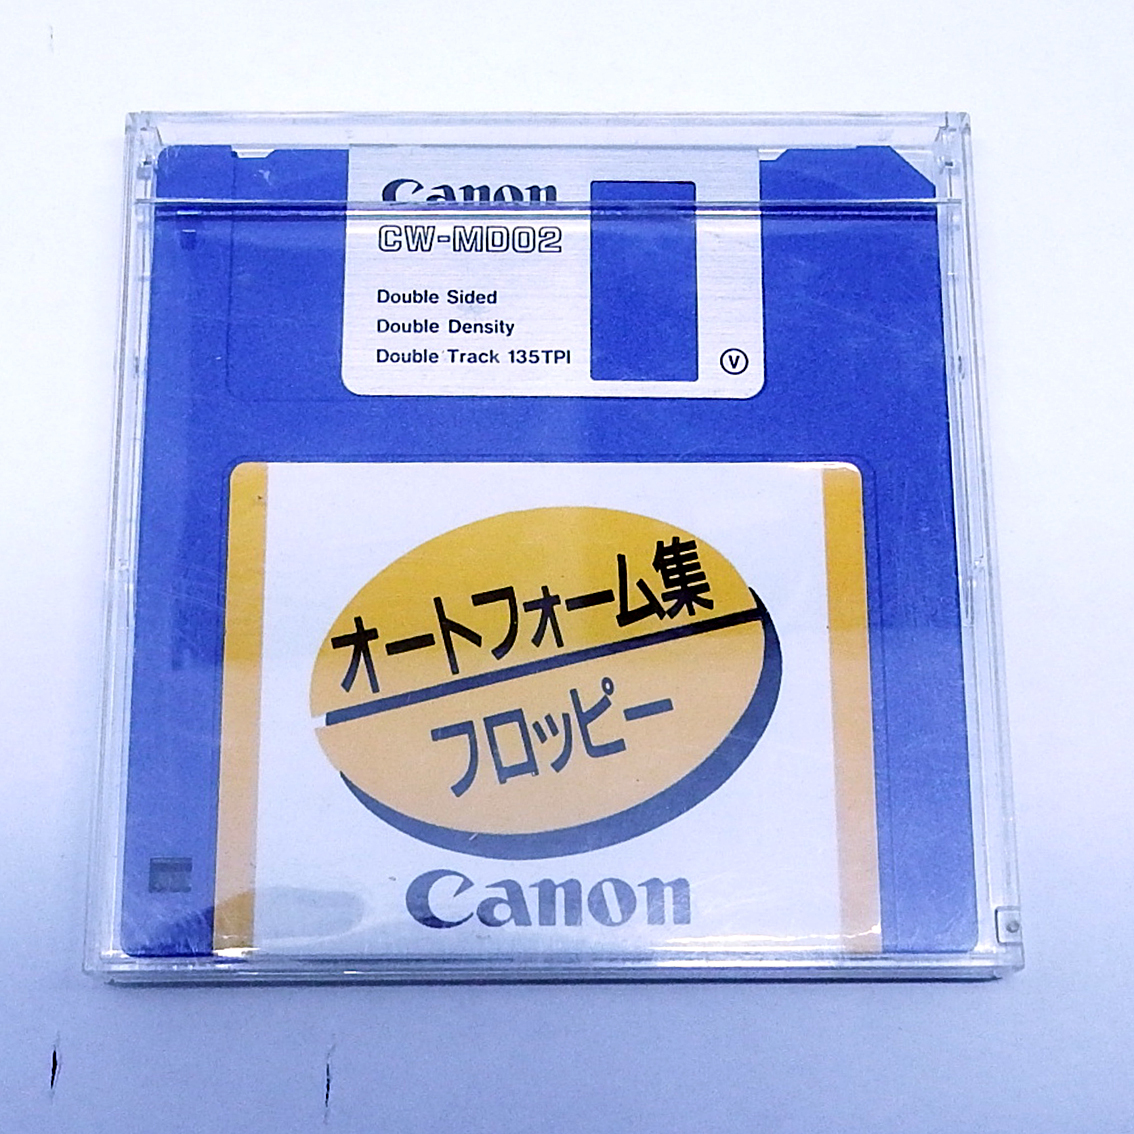 Canon
CW-MD02
Double Sided
Double Density
Double Track 135TPI
V
オートフォーム集
フロッピー
Canon